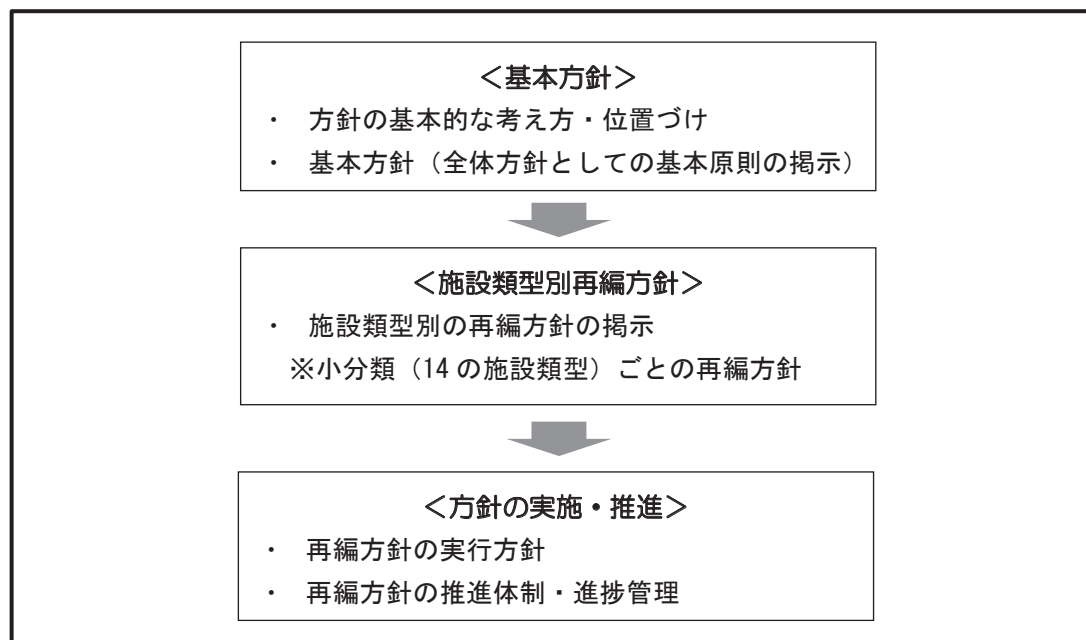 ＜基本方針＞
・ 方針の基本的な考え方・位置づけ
・ 基本方針（全体方針としての基本原則の掲示）
＜施設類型別再編方針＞
・ 施設類型別の再編方針の掲示
※小分類（14 の施設類型）ごとの再編方針
＜方針の実施・推進＞
・ 再編方針の実行方針
・ 再編方針の推進体制・進捗管理